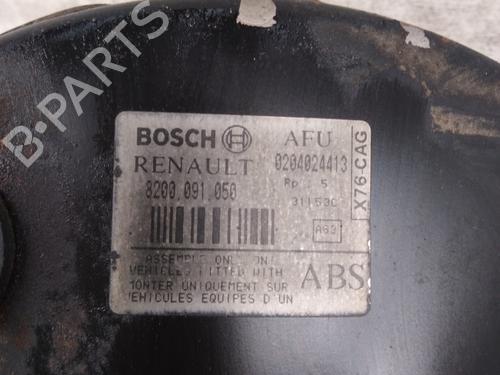 BOSCH AFU
RENAULT 0204024413
8200 091 050 Rp : 5
31153C
A63
X76-CAG
ASSEMBLE ONLY ON
VEHICLES FITTED WITH
MONTER UNIQUEMENT SUR
VEHICULES EQUIPES D'UN
ABS
B-PARTS